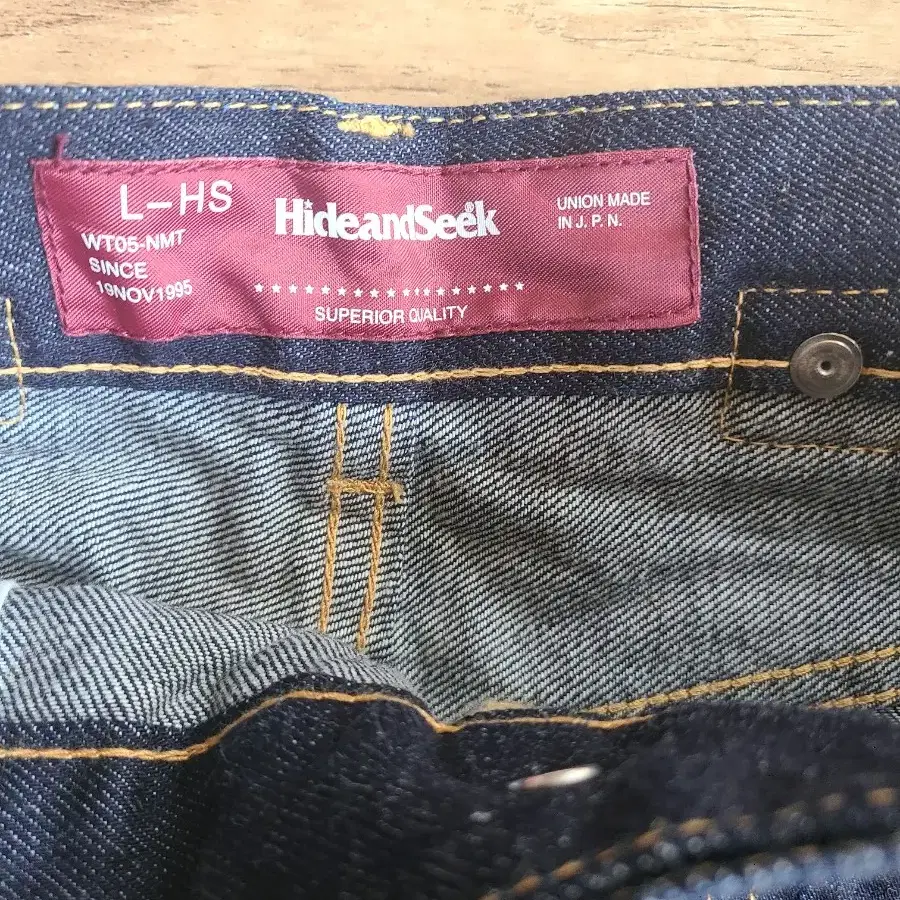 L-HS
WT05-NMT
SINCE
19NOV1995
HideandSeek
★★★★★★★★★★★★★★★★★★★★
SUPERIOR QUALITY
UNION MADE
IN J.P.N.